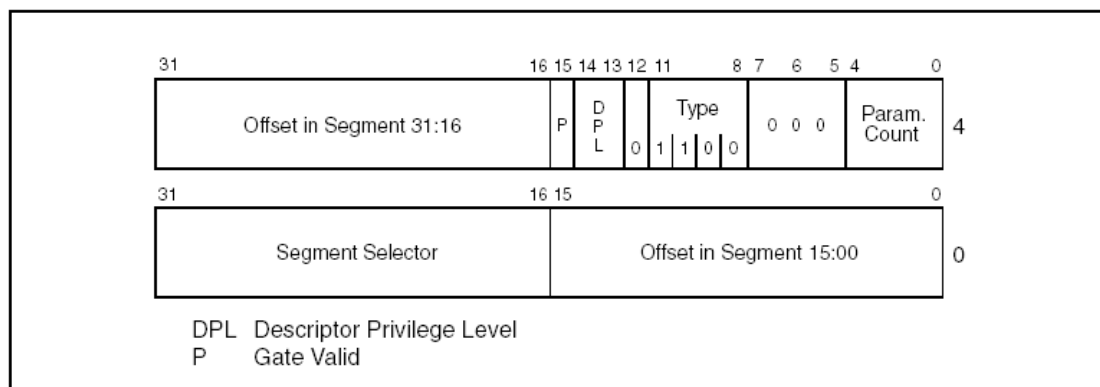 31 16 15 14 13 12 11 8 7 6 5 4 0
Offset in Segment 31:16 P D P L 0 Type 1 1 0 0 0 0 0 Param. Count 4
31 16 15 0
Segment Selector Offset in Segment 15:00 0
DPL Descriptor Privilege Level
P Gate Valid